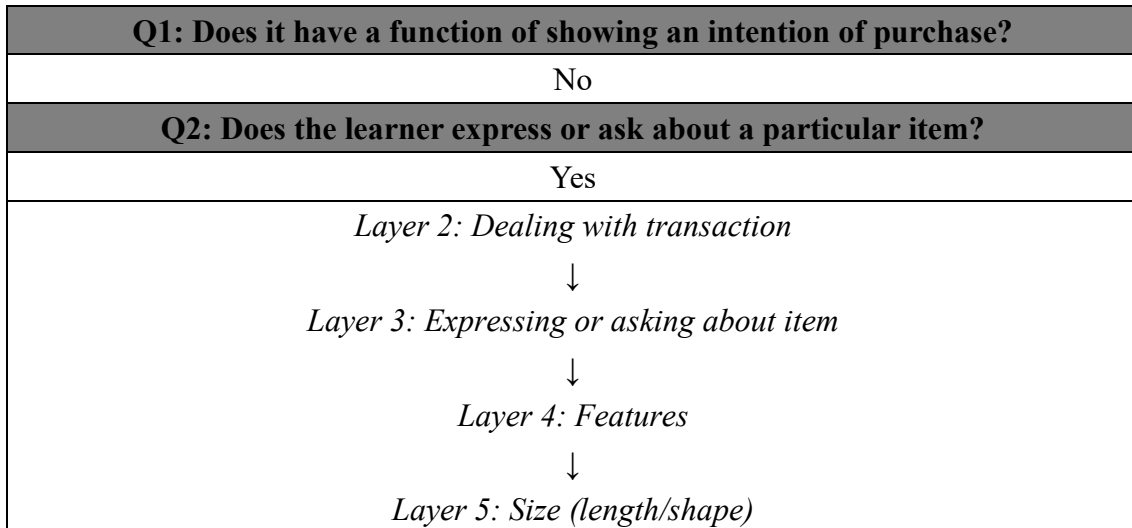 Q1: Does it have a function of showing an intention of purchase?
No
Q2: Does the learner express or ask about a particular item?
Yes
Layer 2: Dealing with transaction
↓
Layer 3: Expressing or asking about item
↓
Layer 4: Features
↓
Layer 5: Size (length/shape)